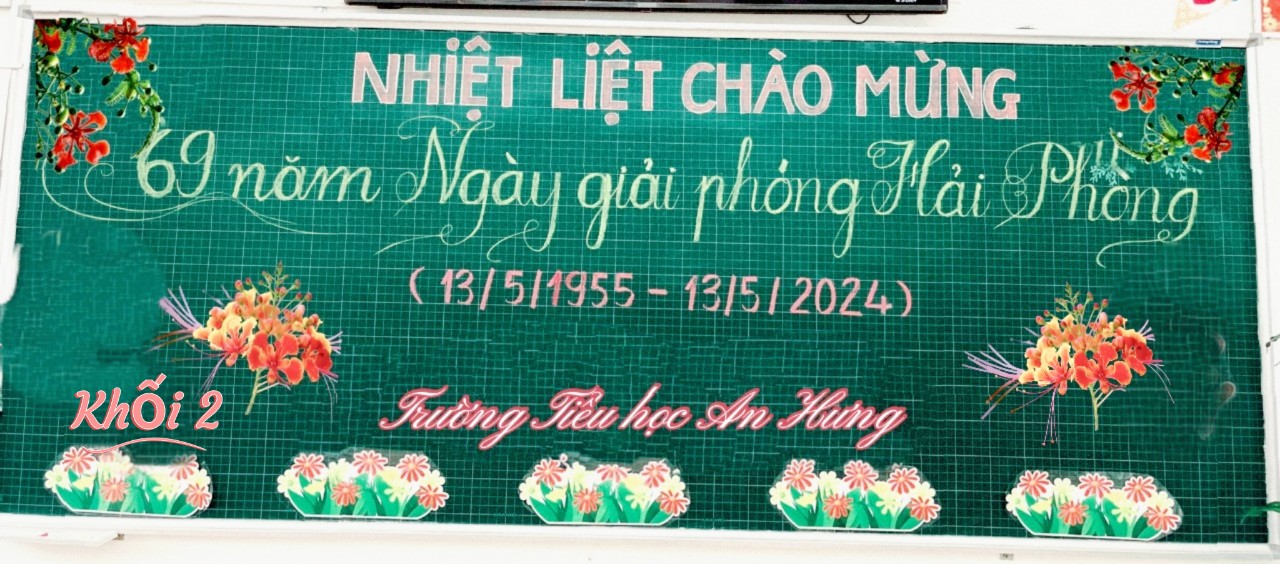 NHIỆT LIỆT CHÀO MỪNG
69 năm Ngày giải phóng Hải Phòng
( 13/5/1955 - 13/5/2024)
Khối 2
Trường Tiểu học An Hưng